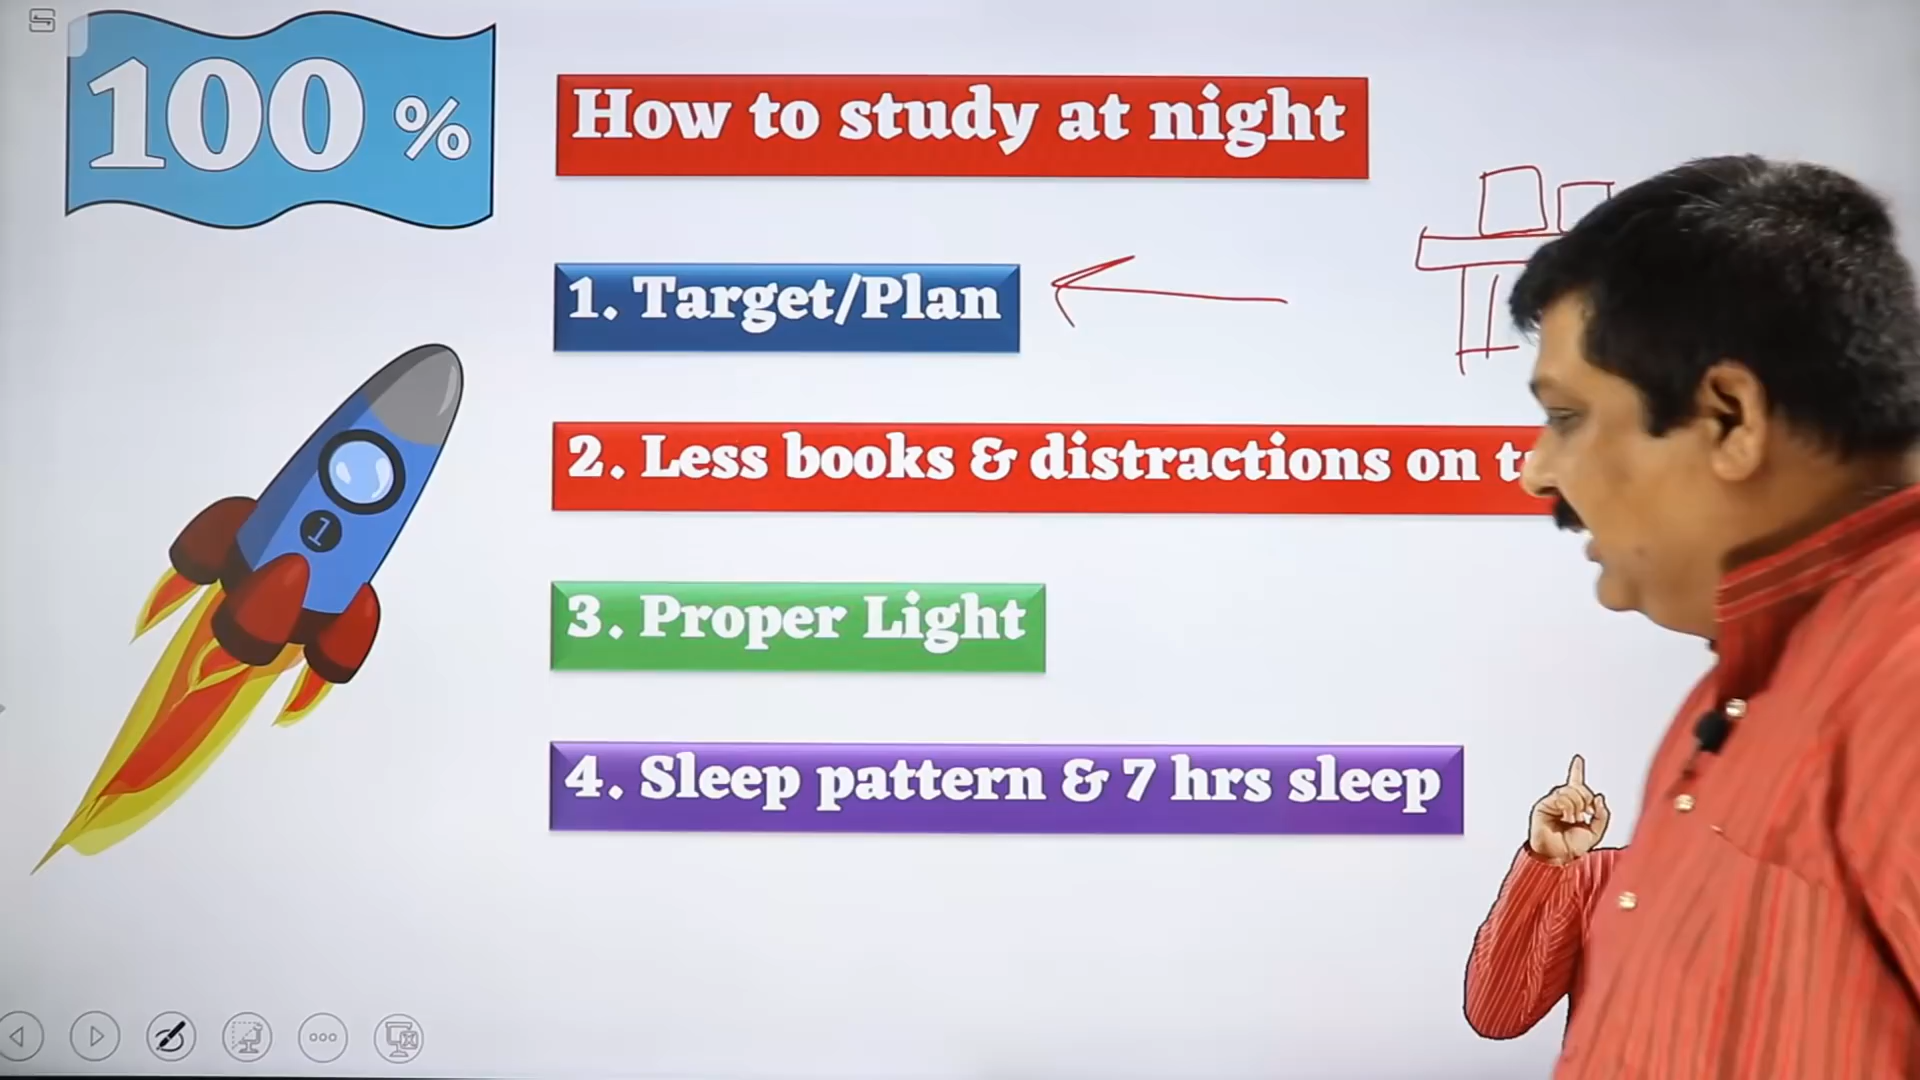 100 %
How to study at night
1. Target/Plan
2. Less books & distractions on
3. Proper Light
1
4. Sleep pattern & 7 hrs sleep